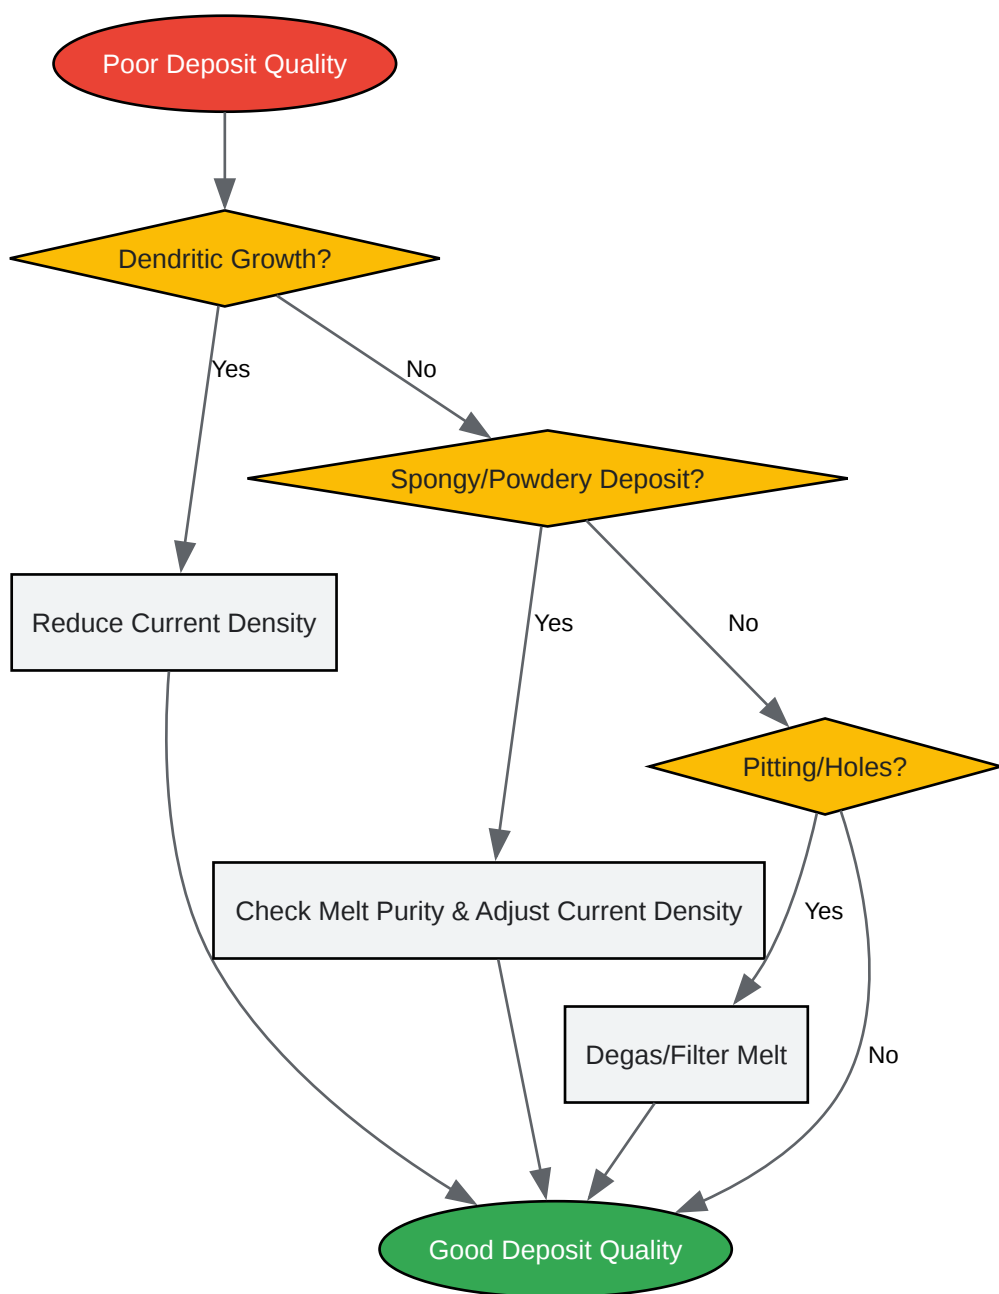 Poor Deposit Quality
Dendritic Growth?
Yes
No
Spongy/Powdery Deposit?
Reduce Current Density
Yes
No
Pitting/Holes?
Check Melt Purity & Adjust Current Density
Yes
Degas/Filter Melt
No
Good Deposit Quality